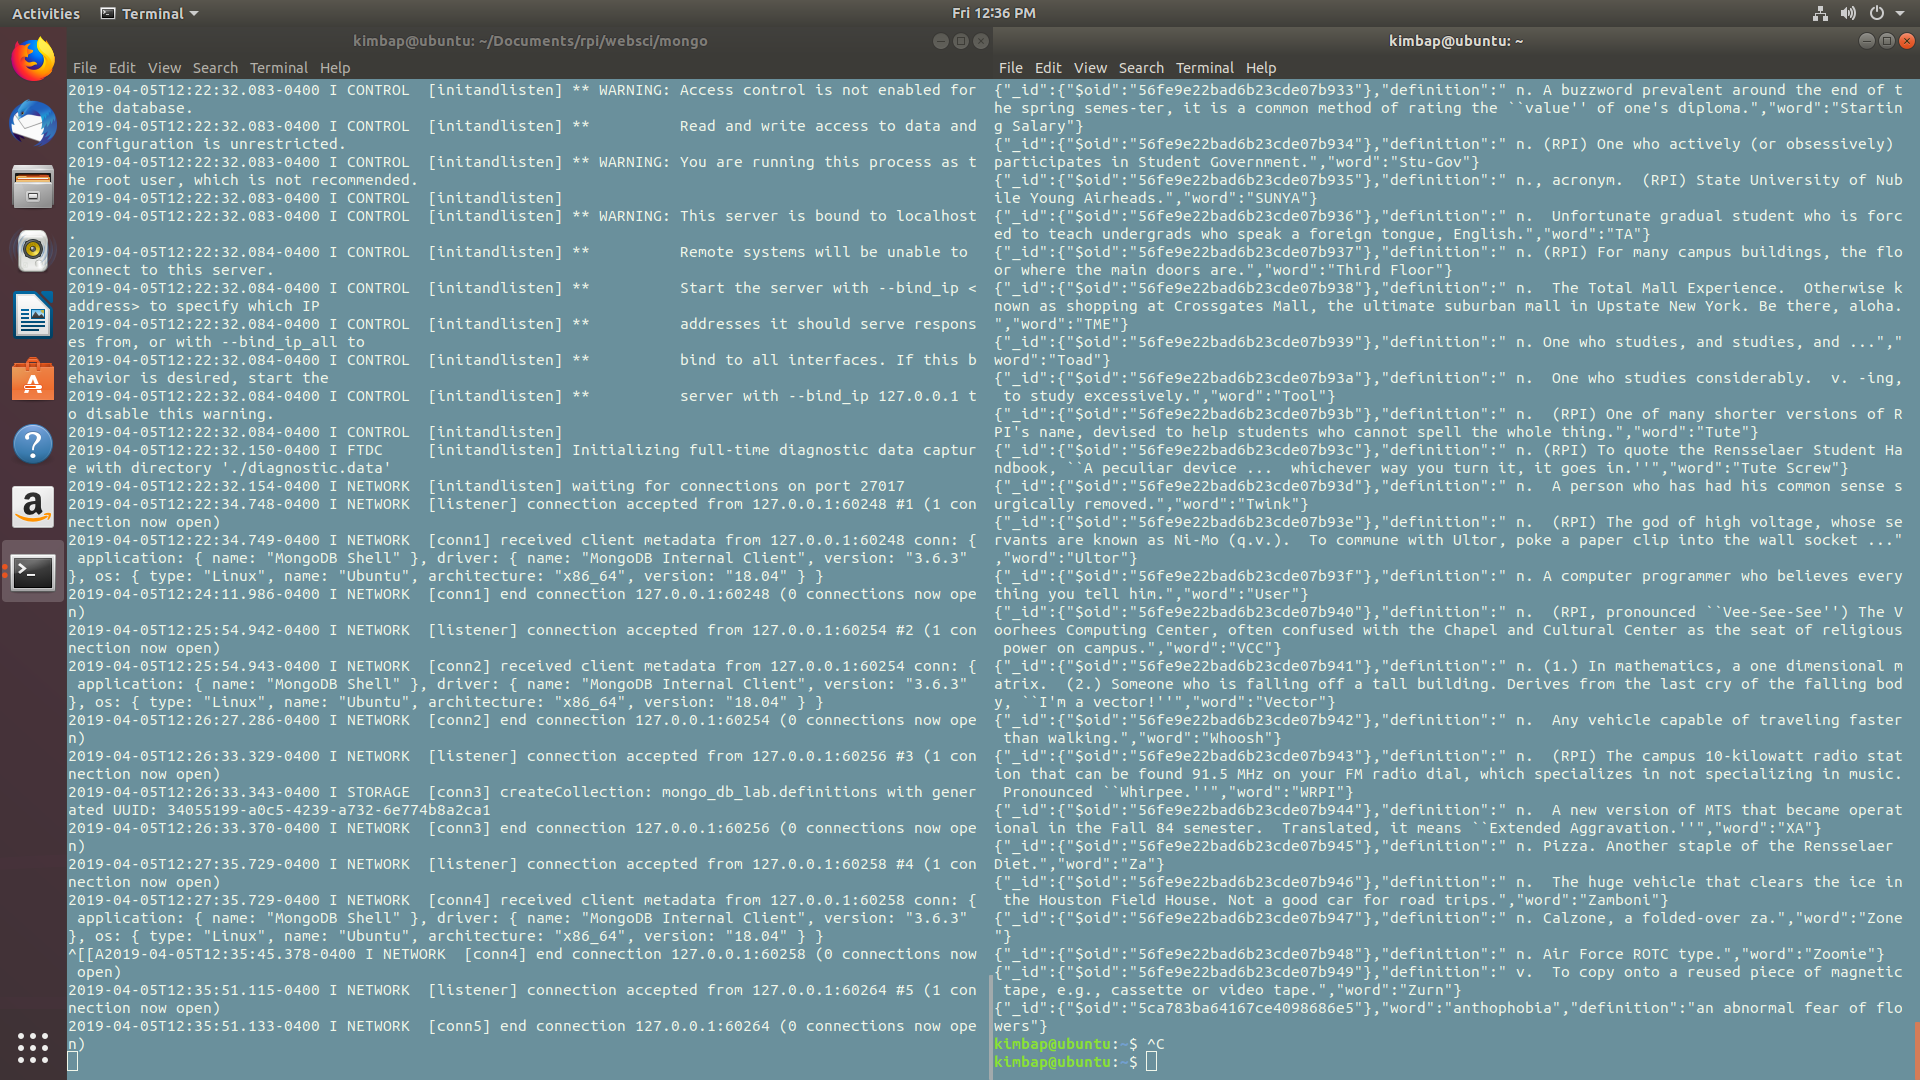 Activities Terminal Fri 12:36 PM
kimbap@ubuntu: ~/Documents/rpi/websci/mongo
File Edit View Search Terminal Help
2019-04-05T12:22:32.083-0400 I CONTROL  [initandlisten] ** WARNING: Access control is not enabled for
 the database.
2019-04-05T12:22:32.083-0400 I CONTROL  [initandlisten] **          Read and write access to data and
 configuration is unrestricted.
2019-04-05T12:22:32.083-0400 I CONTROL  [initandlisten] ** WARNING: You are running this process as t
he root user, which is not recommended.
2019-04-05T12:22:32.083-0400 I CONTROL  [initandlisten]
2019-04-05T12:22:32.083-0400 I CONTROL  [initandlisten] ** WARNING: This server is bound to localhost
.
2019-04-05T12:22:32.084-0400 I CONTROL  [initandlisten] **          Remote systems will be unable to
connect to this server.
2019-04-05T12:22:32.084-0400 I CONTROL  [initandlisten] **          Start the server with --bind_ip <
address> to specify which IP
2019-04-05T12:22:32.084-0400 I CONTROL  [initandlisten] **          addresses it should serve respons
es from, or with --bind_ip_all to
2019-04-05T12:22:32.084-0400 I CONTROL  [initandlisten] **          bind to all interfaces. If this b
ehavior is desired, start the
2019-04-05T12:22:32.084-0400 I CONTROL  [initandlisten] **          server with --bind_ip 127.0.0.1 t
o disable this warning.
2019-04-05T12:22:32.084-0400 I CONTROL  [initandlisten]
2019-04-05T12:22:32.150-0400 I FTDC     [initandlisten] Initializing full-time diagnostic data captur
e with directory './diagnostic.data'
2019-04-05T12:22:32.154-0400 I NETWORK  [initandlisten] waiting for connections on port 27017
2019-04-05T12:22:34.748-0400 I NETWORK  [listener] connection accepted from 127.0.0.1:60248 #1 (1 con
nection now open)
2019-04-05T12:22:34.749-0400 I NETWORK  [conn1] received client metadata from 127.0.0.1:60248 conn: {
 application: { name: "MongoDB Shell" }, driver: { name: "MongoDB Internal Client", version: "3.6.3"
}, os: { type: "Linux", name: "Ubuntu", architecture: "x86_64", version: "18.04" } }
2019-04-05T12:24:11.986-0400 I NETWORK  [conn1] end connection 127.0.0.1:60248 (0 connections now ope
n)
2019-04-05T12:25:54.942-0400 I NETWORK  [listener] connection accepted from 127.0.0.1:60254 #2 (1 con
nection now open)
2019-04-05T12:25:54.943-0400 I NETWORK  [conn2] received client metadata from 127.0.0.1:60254 conn: {
 application: { name: "MongoDB Shell" }, driver: { name: "MongoDB Internal Client", version: "3.6.3"
}, os: { type: "Linux", name: "Ubuntu", architecture: "x86_64", version: "18.04" } }
2019-04-05T12:26:27.286-0400 I NETWORK  [conn2] end connection 127.0.0.1:60254 (0 connections now ope
n)
2019-04-05T12:26:33.329-0400 I NETWORK  [listener] connection accepted from 127.0.0.1:60256 #3 (1 con
nection now open)
2019-04-05T12:26:33.343-0400 I STORAGE  [conn3] createCollection: mongo_db_lab.definitions with gener
ated UUID: 34055199-a0c5-4239-a732-6e774b8a2ca1
2019-04-05T12:26:33.370-0400 I NETWORK  [conn3] end connection 127.0.0.1:60256 (0 connections now ope
n)
2019-04-05T12:27:35.729-0400 I NETWORK  [listener] connection accepted from 127.0.0.1:60258 #4 (1 con
nection now open)
2019-04-05T12:27:35.729-0400 I NETWORK  [conn4] received client metadata from 127.0.0.1:60258 conn: {
 application: { name: "MongoDB Shell" }, driver: { name: "MongoDB Internal Client", version: "3.6.3"
}, os: { type: "Linux", name: "Ubuntu", architecture: "x86_64", version: "18.04" } }
^[[A2019-04-05T12:35:45.378-0400 I NETWORK  [conn4] end connection 127.0.0.1:60258 (0 connections now
 open)
2019-04-05T12:35:51.115-0400 I NETWORK  [listener] connection accepted from 127.0.0.1:60264 #5 (1 con
nection now open)
2019-04-05T12:35:51.133-0400 I NETWORK  [conn5] end connection 127.0.0.1:60264 (0 connections now ope
n)
kimbap@ubuntu: ~
File Edit View Search Terminal Help
{"_id":{"$oid":"56fe9e22bad6b23cde07b933"},"definition":" n. A buzzword prevalent around the end of t
he spring semes-ter, it is a common method of rating the ``value'' of one's diploma.","word":"Startin
g Salary"}
{"_id":{"$oid":"56fe9e22bad6b23cde07b934"},"definition":" n. (RPI) One who actively (or obsessively)
participates in Student Government.","word":"Stu-Gov"}
{"_id":{"$oid":"56fe9e22bad6b23cde07b935"},"definition":" n., acronym.  (RPI) State University of Nub
ile Young Airheads.","word":"SUNYA"}
{"_id":{"$oid":"56fe9e22bad6b23cde07b936"},"definition":" n.  Unfortunate gradual student who is forc
ed to teach undergrads who speak a foreign tongue, English.","word":"TA"}
{"_id":{"$oid":"56fe9e22bad6b23cde07b937"},"definition":" n. (RPI) For many campus buildings, the flo
or where the main doors are.","word":"Third Floor"}
{"_id":{"$oid":"56fe9e22bad6b23cde07b938"},"definition":" n.  The Total Mall Experience.  Otherwise k
nown as shopping at Crossgates Mall, the ultimate suburban mall in Upstate New York. Be there, aloha.
","word":"TME"}
{"_id":{"$oid":"56fe9e22bad6b23cde07b939"},"definition":" n. One who studies, and studies, and ...","
word":"Toad"}
{"_id":{"$oid":"56fe9e22bad6b23cde07b93a"},"definition":" n.  One who studies considerably.  v. -ing,
 to study excessively.","word":"Tool"}
{"_id":{"$oid":"56fe9e22bad6b23cde07b93b"},"definition":" n.  (RPI) One of many shorter versions of R
PI's name, devised to help students who cannot spell the whole thing.","word":"Tute"}
{"_id":{"$oid":"56fe9e22bad6b23cde07b93c"},"definition":" n. (RPI) To quote the Rensselaer Student Ha
ndbook, ``A peculiar device ...  whichever way you turn it, it goes in.''","word":"Tute Screw"}
{"_id":{"$oid":"56fe9e22bad6b23cde07b93d"},"definition":" n.  A person who has had his common sense s
urgically removed.","word":"Twink"}
{"_id":{"$oid":"56fe9e22bad6b23cde07b93e"},"definition":" n.  (RPI) The god of high voltage, whose se
rvants are known as Ni-Mo (q.v.).  To commune with Ultor, poke a paper clip into the wall socket ..."
,"word":"Ultor"}
{"_id":{"$oid":"56fe9e22bad6b23cde07b93f"},"definition":" n. A computer programmer who believes every
thing you tell him.","word":"User"}
{"_id":{"$oid":"56fe9e22bad6b23cde07b940"},"definition":" n.  (RPI, pronounced ``Vee-See-See'') The V
oorhees Computing Center, often confused with the Chapel and Cultural Center as the seat of religious
 power on campus.","word":"VCC"}
{"_id":{"$oid":"56fe9e22bad6b23cde07b941"},"definition":" n. (1.) In mathematics, a one dimensional m
atrix.  (2.) Someone who is falling off a tall building. Derives from the last cry of the falling bod
y, ``I'm a vector!''","word":"Vector"}
{"_id":{"$oid":"56fe9e22bad6b23cde07b942"},"definition":" n.  Any vehicle capable of traveling faster
 than walking.","word":"Whoosh"}
{"_id":{"$oid":"56fe9e22bad6b23cde07b943"},"definition":" n.  (RPI) The campus 10-kilowatt radio stat
ion that can be found 91.5 MHz on your FM radio dial, which specializes in not specializing in music.
 Pronounced ``Whirpee.''","word":"WRPI"}
{"_id":{"$oid":"56fe9e22bad6b23cde07b944"},"definition":" n.  A new version of MTS that became operat
ional in the Fall 84 semester.  Translated, it means ``Extended Aggravation.''","word":"XA"}
{"_id":{"$oid":"56fe9e22bad6b23cde07b945"},"definition":" n. Pizza. Another staple of the Rensselaer
Diet.","word":"Za"}
{"_id":{"$oid":"56fe9e22bad6b23cde07b946"},"definition":" n.  The huge vehicle that clears the ice in
 the Houston Field House. Not a good car for road trips.","word":"Zamboni"}
{"_id":{"$oid":"56fe9e22bad6b23cde07b947"},"definition":" n. Calzone, a folded-over za.","word":"Zone
"}
{"_id":{"$oid":"56fe9e22bad6b23cde07b948"},"definition":" n. Air Force ROTC type.","word":"Zoomie"}
{"_id":{"$oid":"56fe9e22bad6b23cde07b949"},"definition":" v.  To copy onto a reused piece of magnetic
 tape, e.g., cassette or video tape.","word":"Zurn"}
{"_id":{"$oid":"5ca783ba64167ce4098686e5"},"word":"anthophobia","definition":"an abnormal fear of flo
wers"}
kimbap@ubuntu:~$ ^C
kimbap@ubuntu:~$